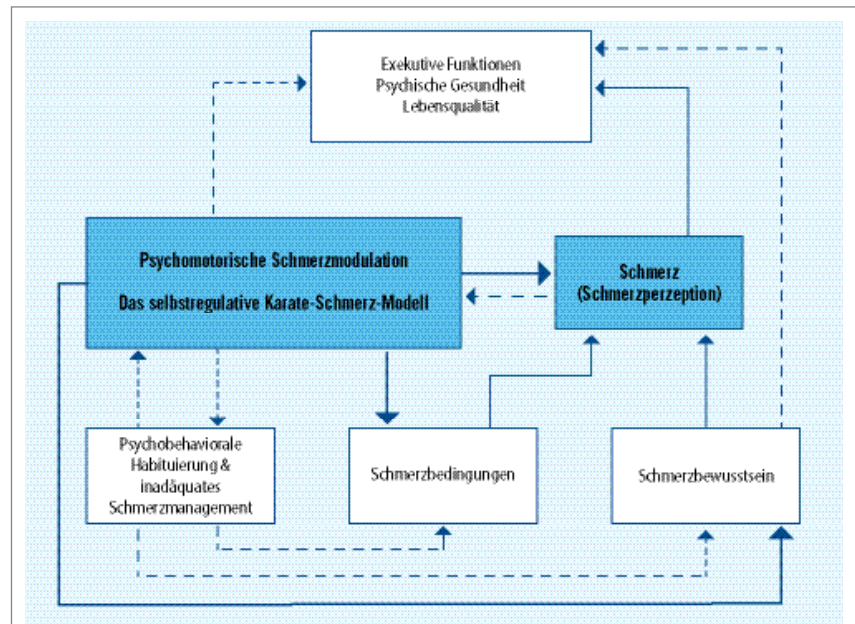 Exekutive Funktionen
Psychische Gesundheit
Lebensqualität
Psychomotorische Schmerzmodulation
Das selbstregulative Karate-Schmerz-Modell
Schmerz
(Schmerzperzeption)
Psychobehaviorale
Habituierung &
inadäquates
Schmerzmanagement
Schmerzbedingungen
Schmerzbewusstsein